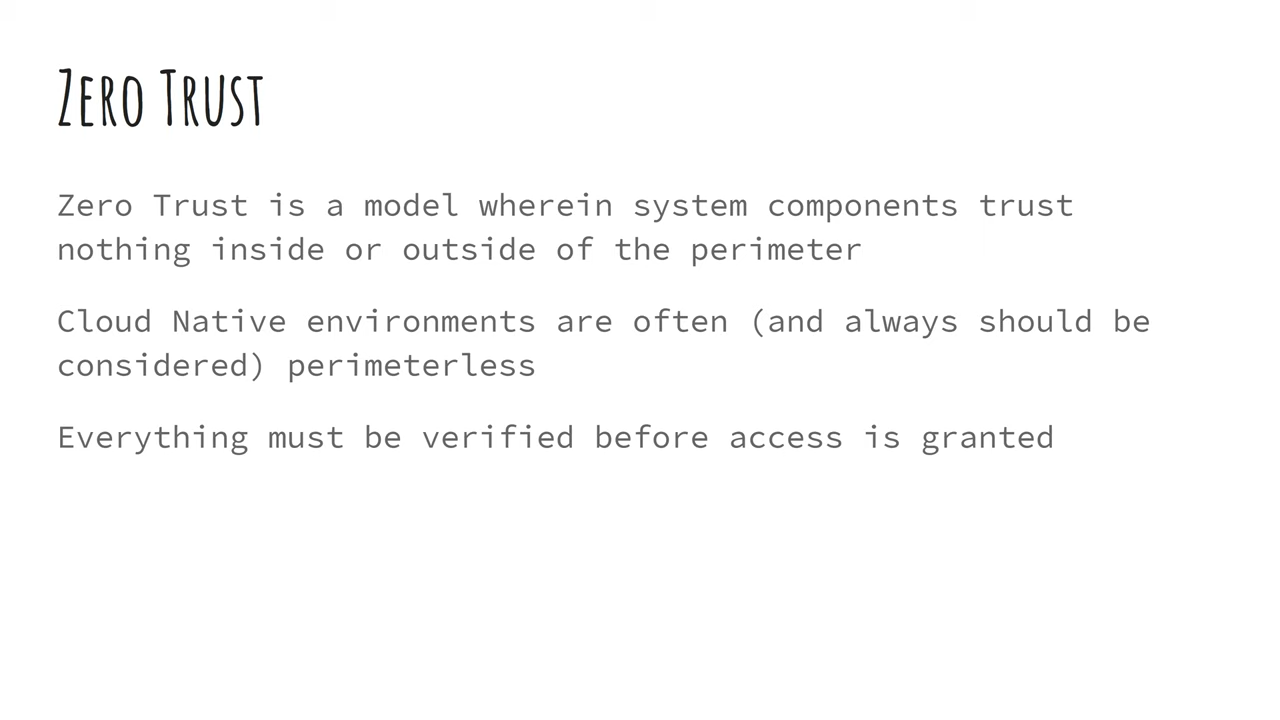 Zero Trust
Zero Trust is a model wherein system components trust
nothing inside or outside of the perimeter
Cloud Native environments are often (and always should be
considered) perimeterless
Everything must be verified before access is granted